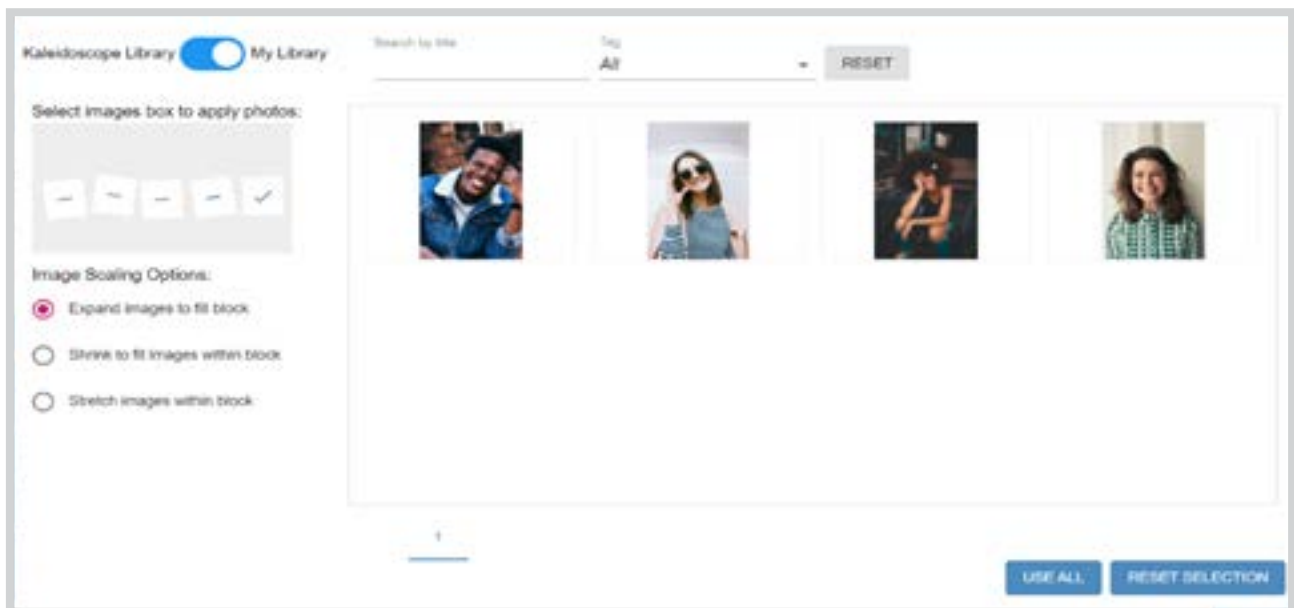 Kaleidoscope Library My Library
Search by title
Tag
All
RESET
Select images box to apply photos:
Image Scaling Options:
Expand images to fill block
Shrink to fit images within block
Stretch images within block
1
USE ALL
RESET SELECTION